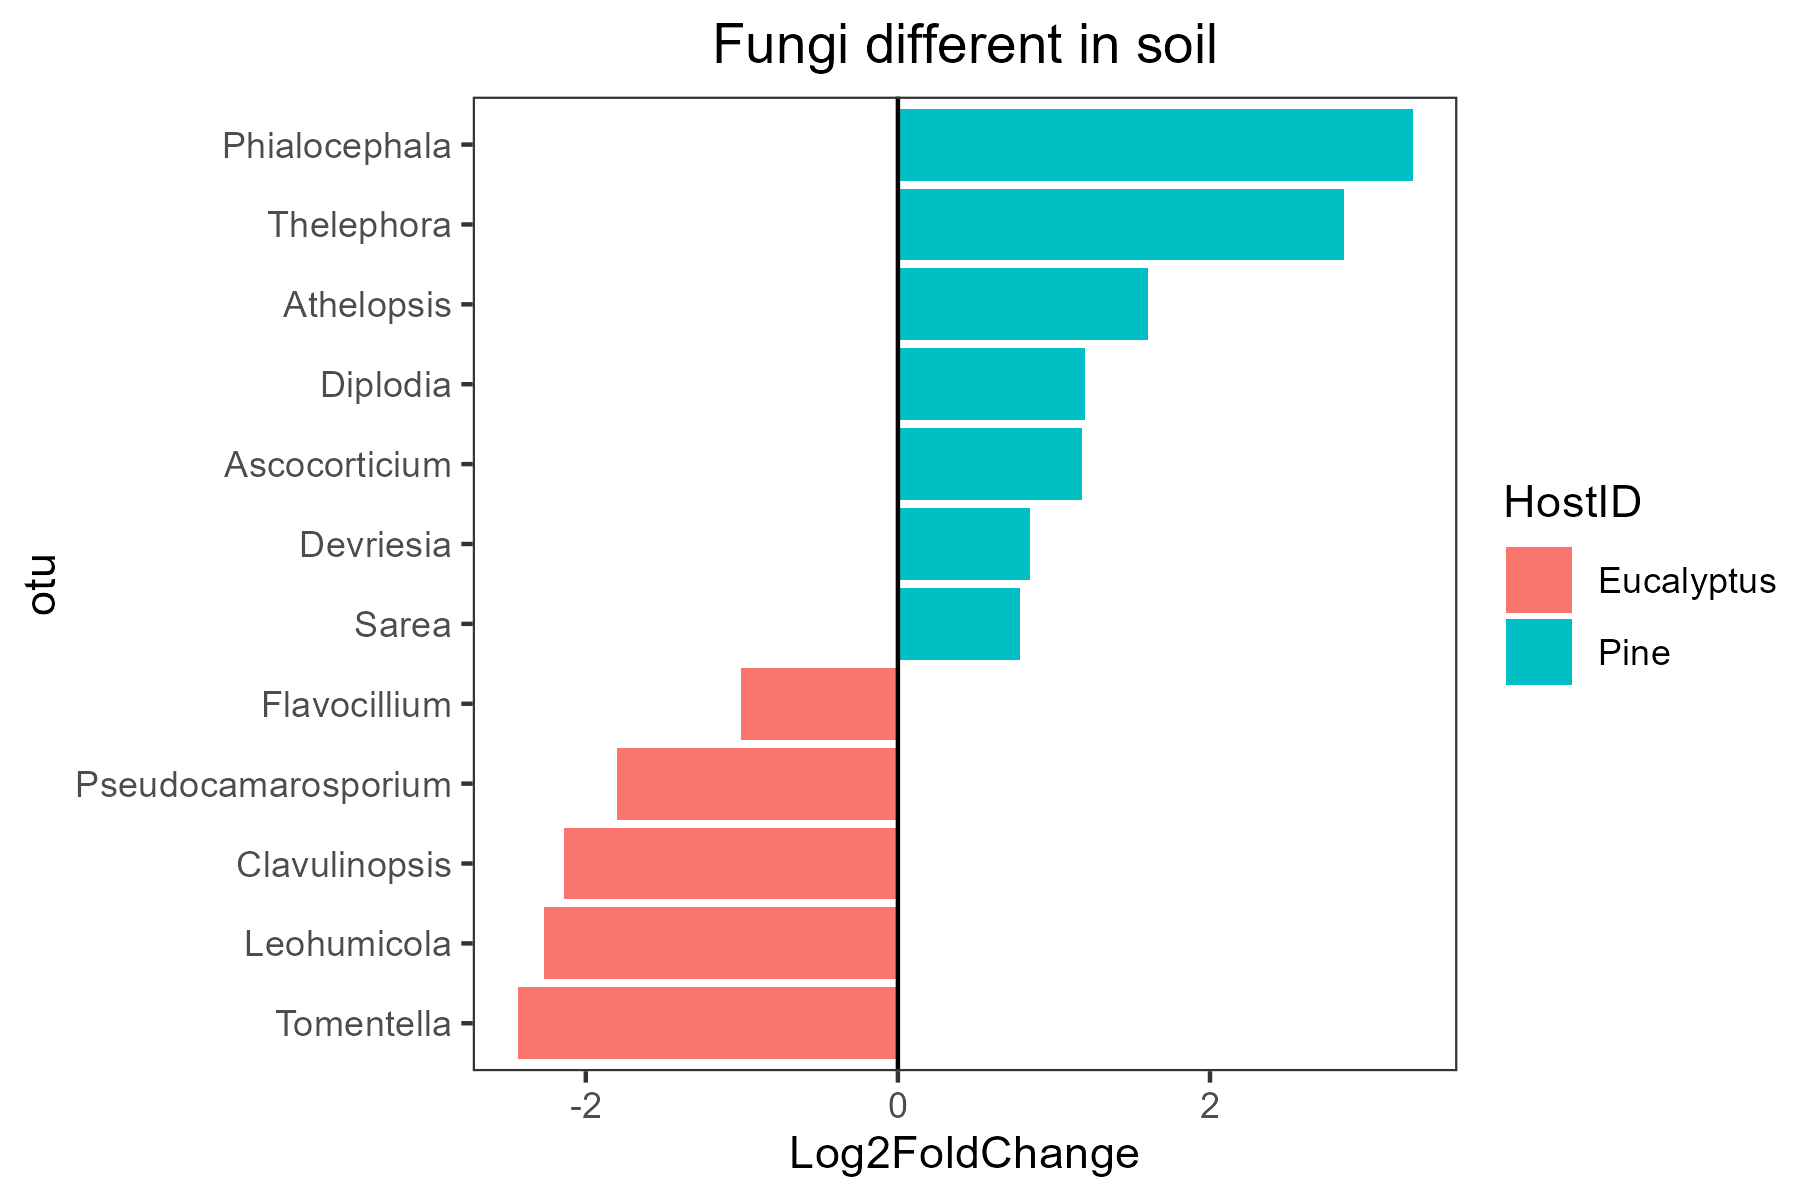 Fungi different in soil
otu
Phialocephala
Thelephora
Athelopsis
Diplodia
Ascocorticium
Devriesia
Sarea
Flavocillium
Pseudocamarosporium
Clavulinopsis
Leohumicola
Tomentella
-2 0 2
Log2FoldChange
HostID
Eucalyptus
Pine